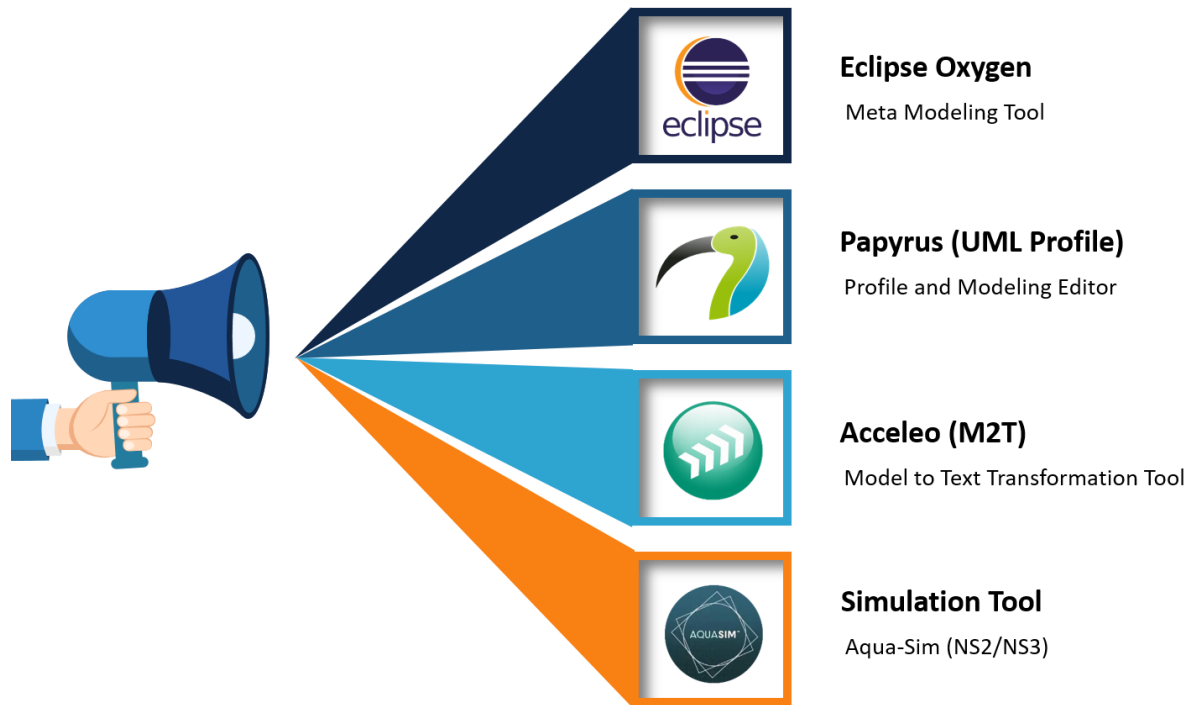 eclipse
Eclipse Oxygen
Meta Modeling Tool
Papyrus (UML Profile)
Profile and Modeling Editor
Acceleo (M2T)
Model to Text Transformation Tool
AQUASIM™
Simulation Tool
Aqua-Sim (NS2/NS3)